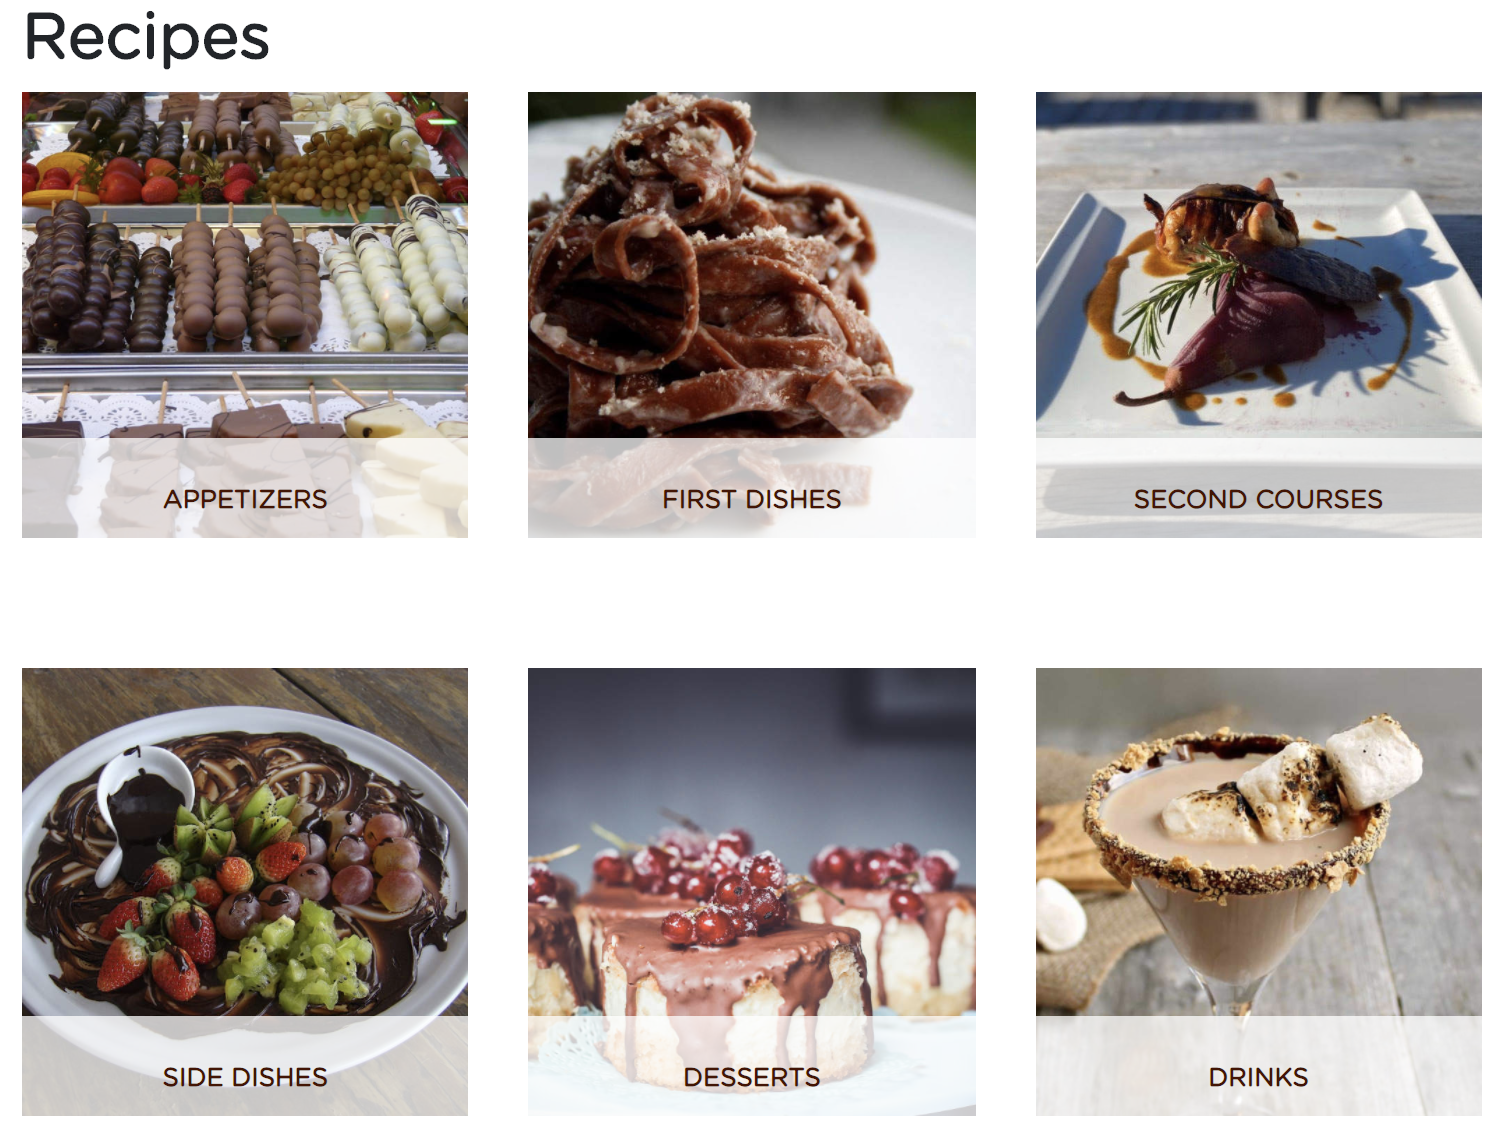 Recipes
APPETIZERS
FIRST DISHES
SECOND COURSES
SIDE DISHES
DESSERTS
DRINKS